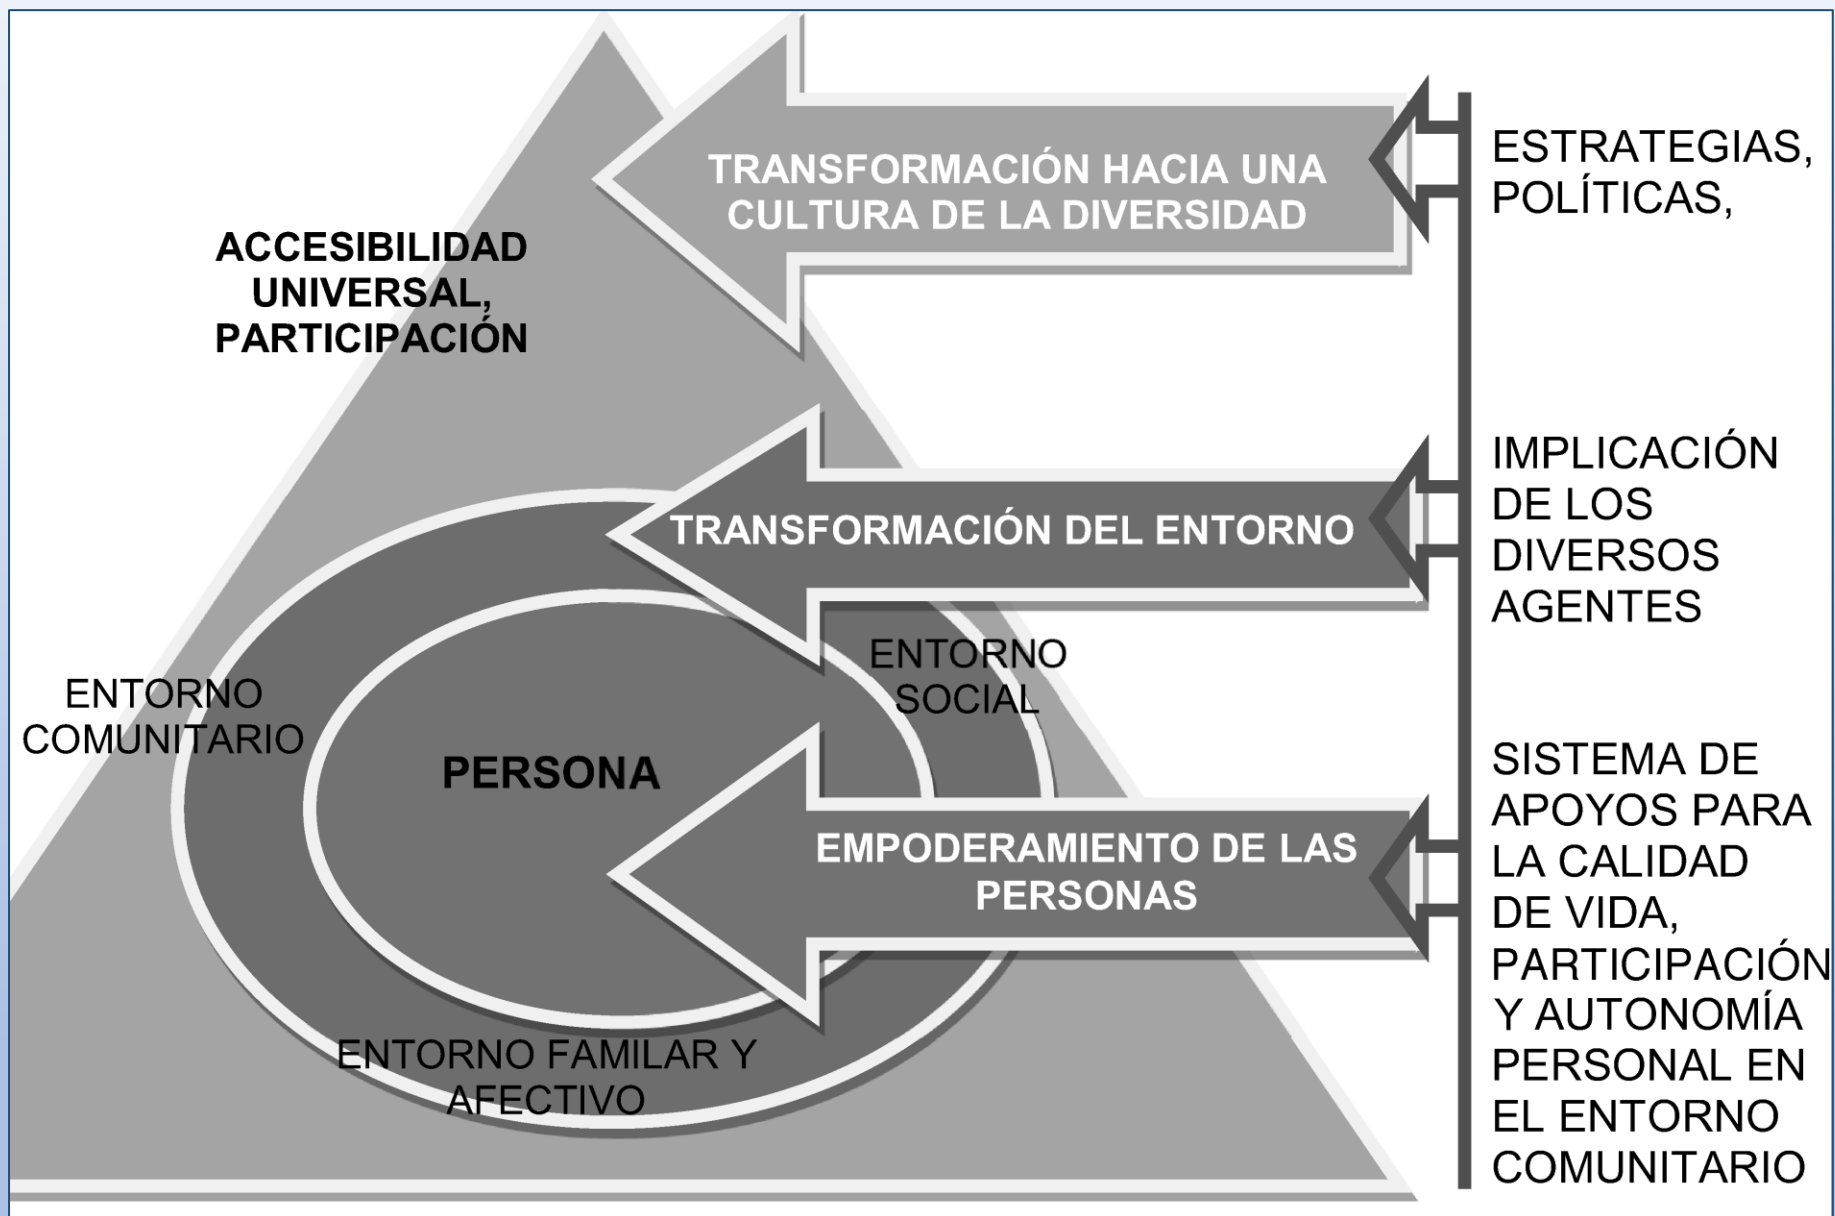 TRANSFORMACIÓN HACIA UNA
CULTURA DE LA DIVERSIDAD
ESTRATEGIAS,
POLÍTICAS,
ACCESIBILIDAD
UNIVERSAL,
PARTICIPACIÓN
TRANSFORMACIÓN DEL ENTORNO
IMPLICACIÓN
DE LOS
DIVERSOS
AGENTES
ENTORNO
SOCIAL
ENTORNO
COMUNITARIO
PERSONA
EMPODERAMIENTO DE LAS
PERSONAS
SISTEMA DE
APOYOS PARA
LA CALIDAD
DE VIDA,
PARTICIPACIÓN
Y AUTONOMÍA
PERSONAL EN
EL ENTORNO
COMUNITARIO
ENTORNO FAMILAR Y
AFECTIVO